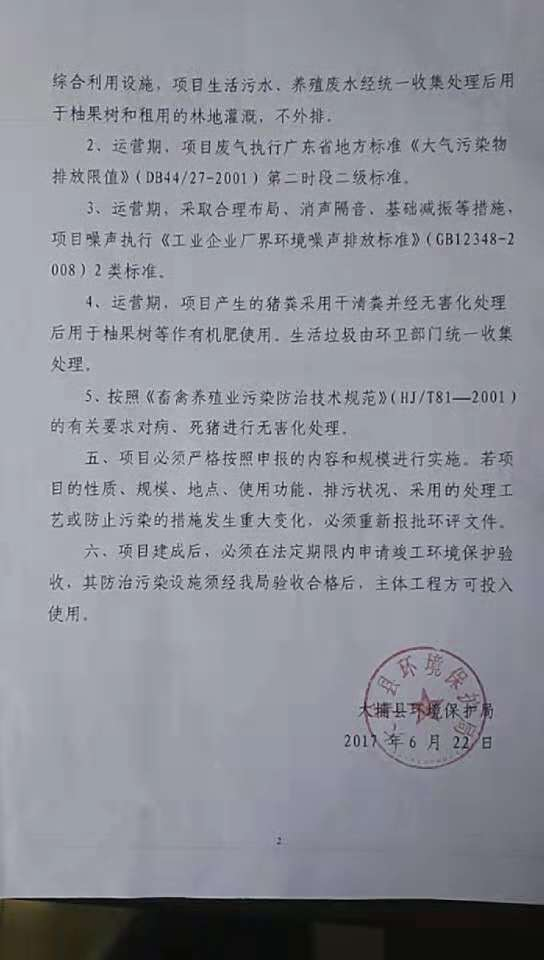 综合利用设施，项目生活污水、养殖废水经统一收集处理后用
于柚果树和租用的林地灌溉，不外排.
2、运营期、项目废气执行广东省地方标准《大气污染物
排放限值》（DB44/27-2001）第二时段二级标准。
3、运营期，采取合理布局、消声隔音、基础减振等措施，
项目噪声执行《工业企业厂界环境噪声排放标准》（GB12348-2
008）2类标准。
4、运营期，项目产生的猪粪采用干清粪并经无害化处理
后用于柚果树等作有机肥使用。生活垃圾由环卫部门统一收集
处理。
5、按照《畜禽养殖业污染防治技术规范》（HJ/T81—2001）
的有关要求对病、死猪进行无害化处理。
五、项目必须严格按照申报的内容和规模进行实施。若项
目的性质、规模、地点、使用功能、排污状况、采用的处理工
艺或防止污染的措施发生重大变化，必须重新报批环评文件。
六、项目建成后，必须在法定期限内申请竣工环境保护验
收，其防治污染设施须经我局验收合格后，主体工程方可投入
使用。
县环境保护局
大埔县环境保护局
2017 年 6 月 22 日
2